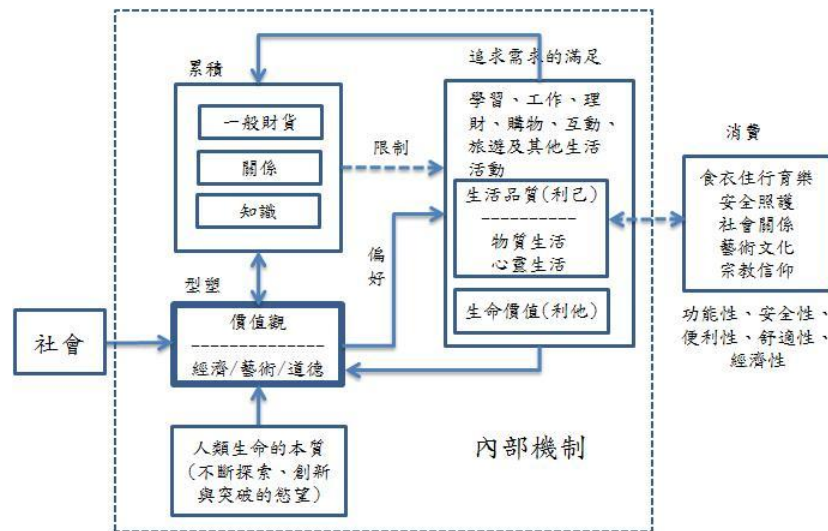 追求需求的滿足
累積
一般財貨
關係
知識
限制
學習、工作、理
財、購物、互動、
旅遊及其他生活
活動
生活品質(利己)
----------
物質生活
心靈生活
生命價值(利他)
消費
食衣住行育樂
安全照護
社會關係
藝術文化
宗教信仰
功能性、安全性、
便利性、舒適性、
經濟性
型塑
偏好
社會
價值觀
---------------
經濟/藝術/道德
人類生命的本質
(不斷探索、創新
與突破的慾望)
內部機制